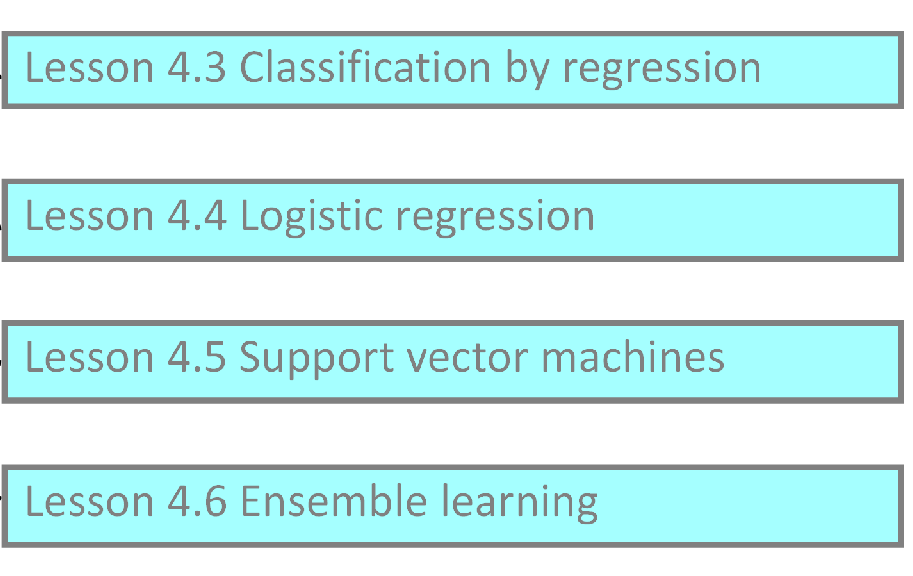 Lesson 4.3 Classification by regression
Lesson 4.4 Logistic regression
Lesson 4.5 Support vector machines
Lesson 4.6 Ensemble learning